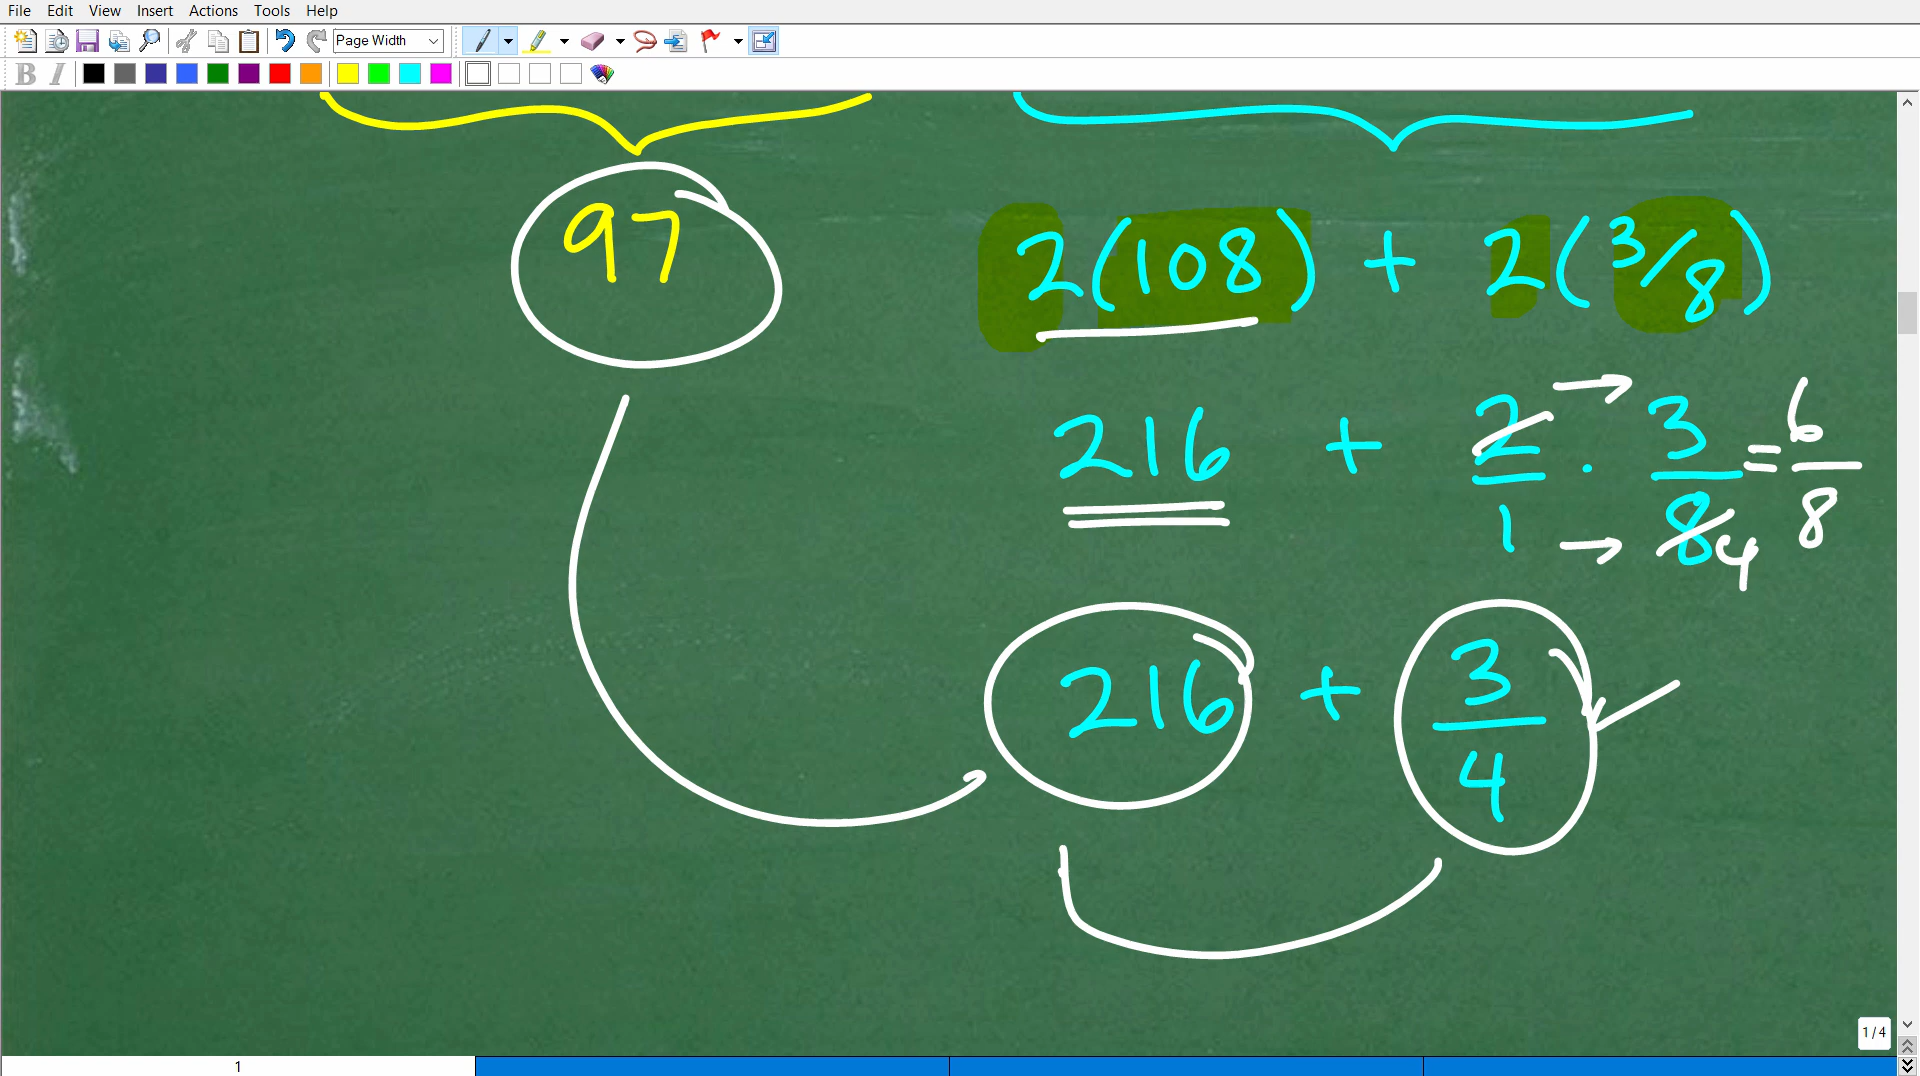 File Edit View Insert Actions Tools Help
Page Width
B I
97
2(108) + 2(3/8)
216 + 2/1 · 3/8 = 6/8
4
216 + 3/4
1/4
1